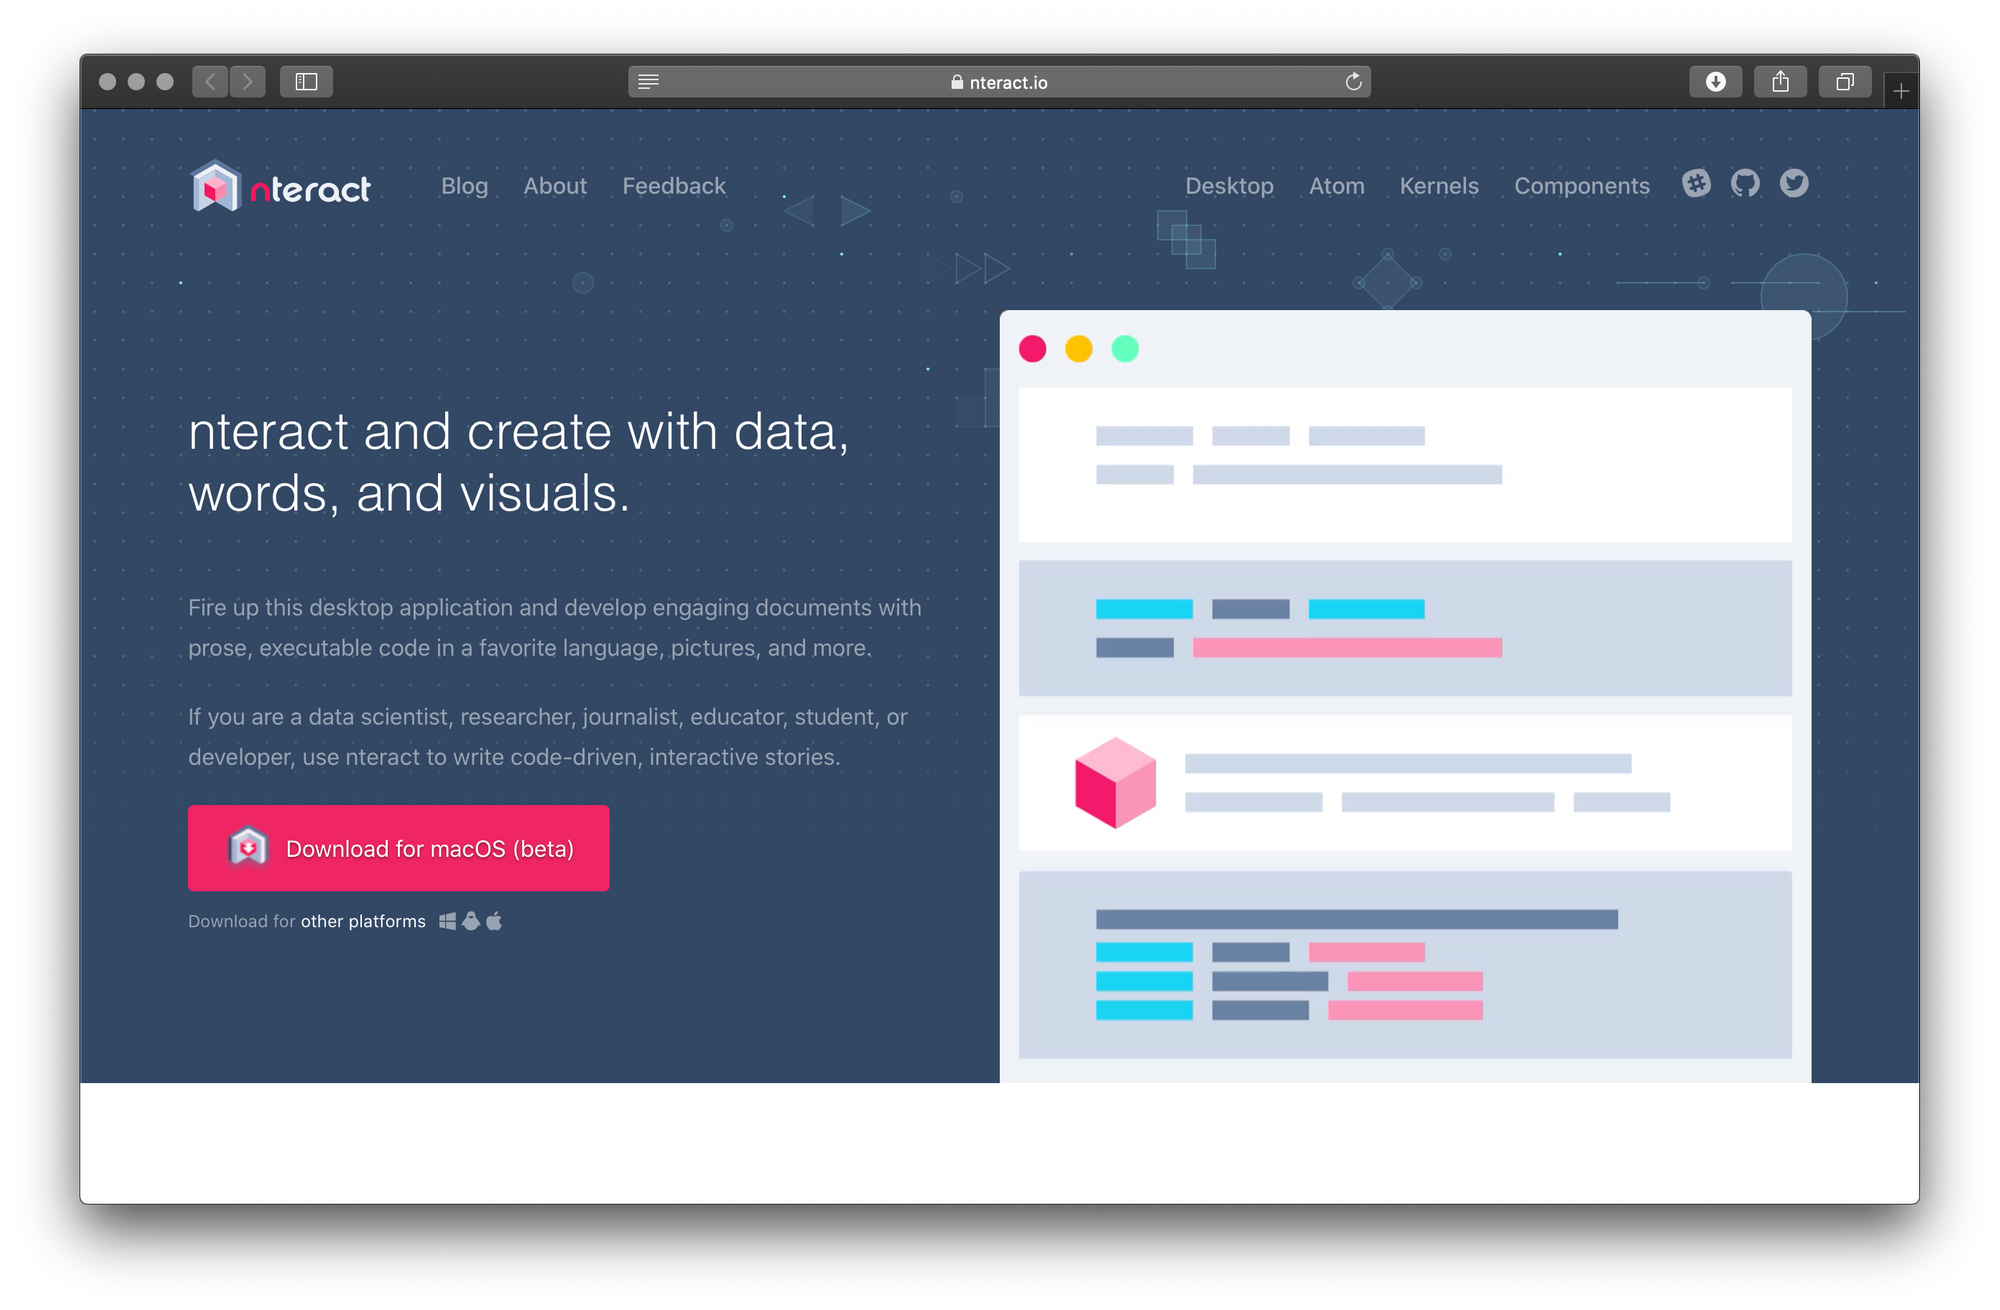 nteract.io
nteract Blog About Feedback Desktop Atom Kernels Components
nteract and create with data,
words, and visuals.
Fire up this desktop application and develop engaging documents with
prose, executable code in a favorite language, pictures, and more.
If you are a data scientist, researcher, journalist, educator, student, or
developer, use nteract to write code-driven, interactive stories.
Download for macOS (beta)
Download for other platforms